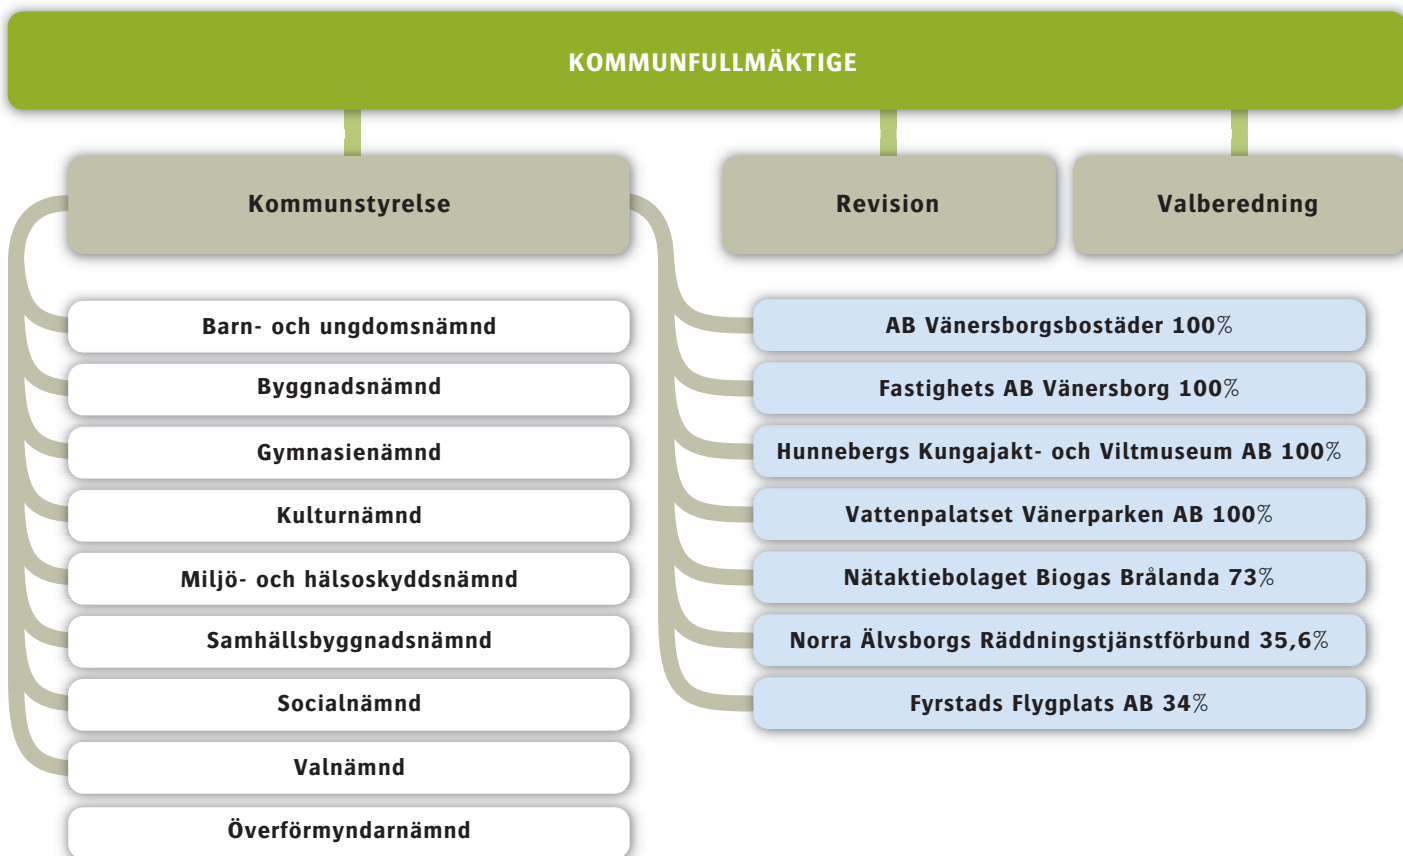 KOMMUNFULLMÄKTIGE
Kommunstyrelse
Revision
Valberedning
Barn- och ungdomsnämnd
Byggnadsnämnd
Gymnasienämnd
Kulturnämnd
Miljö- och hälsoskyddsnämnd
Samhällsbyggnadsnämnd
Socialnämnd
Valnämnd
Överförmyndarnämnd
AB Vänersborgsbostäder 100%
Fastighets AB Vänersborg 100%
Hunnebergs Kungajakt- och Viltmuseum AB 100%
Vattenpalatset Vänerparken AB 100%
Nätaktiebolaget Biogas Brålanda 73%
Norra Älvsborgs Räddningstjänstförbund 35,6%
Fyrstads Flygplats AB 34%